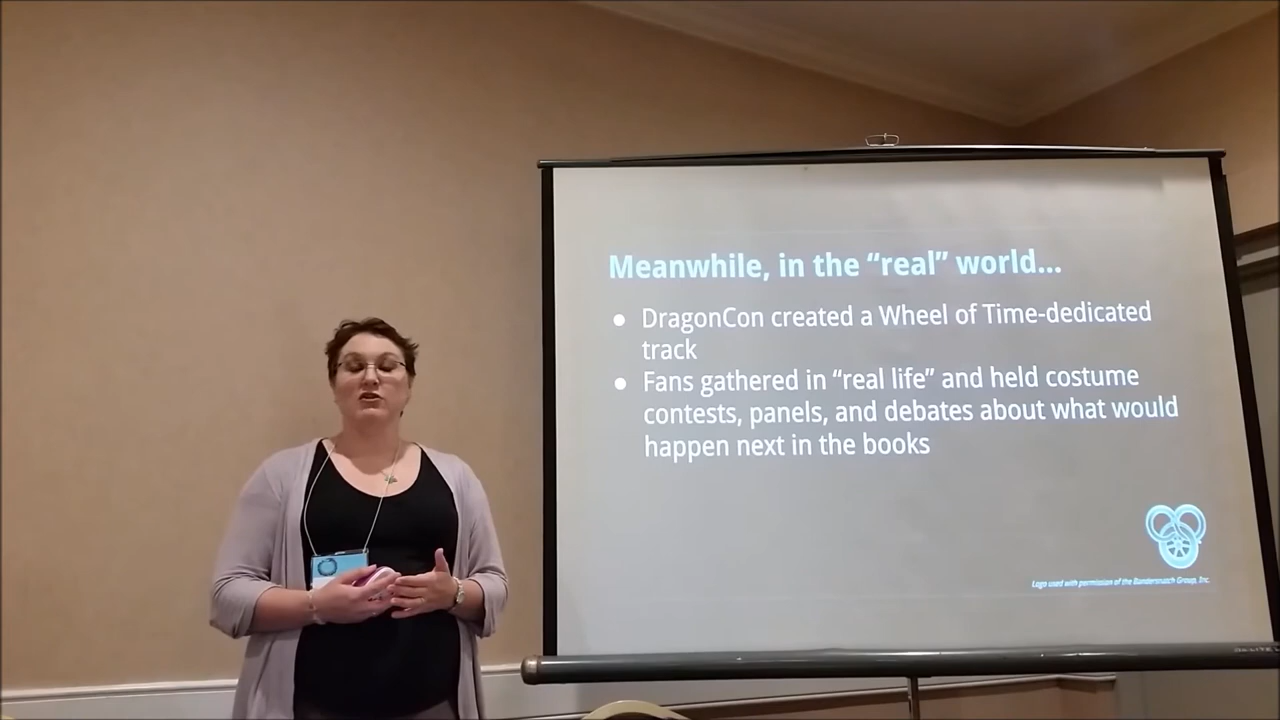 Meanwhile, in the “real” world...
● DragonCon created a Wheel of Time-dedicated
track
● Fans gathered in “real life” and held costume
contests, panels, and debates about what would
happen next in the books
Logo used with permission of the Bandersnatch Group, Inc.